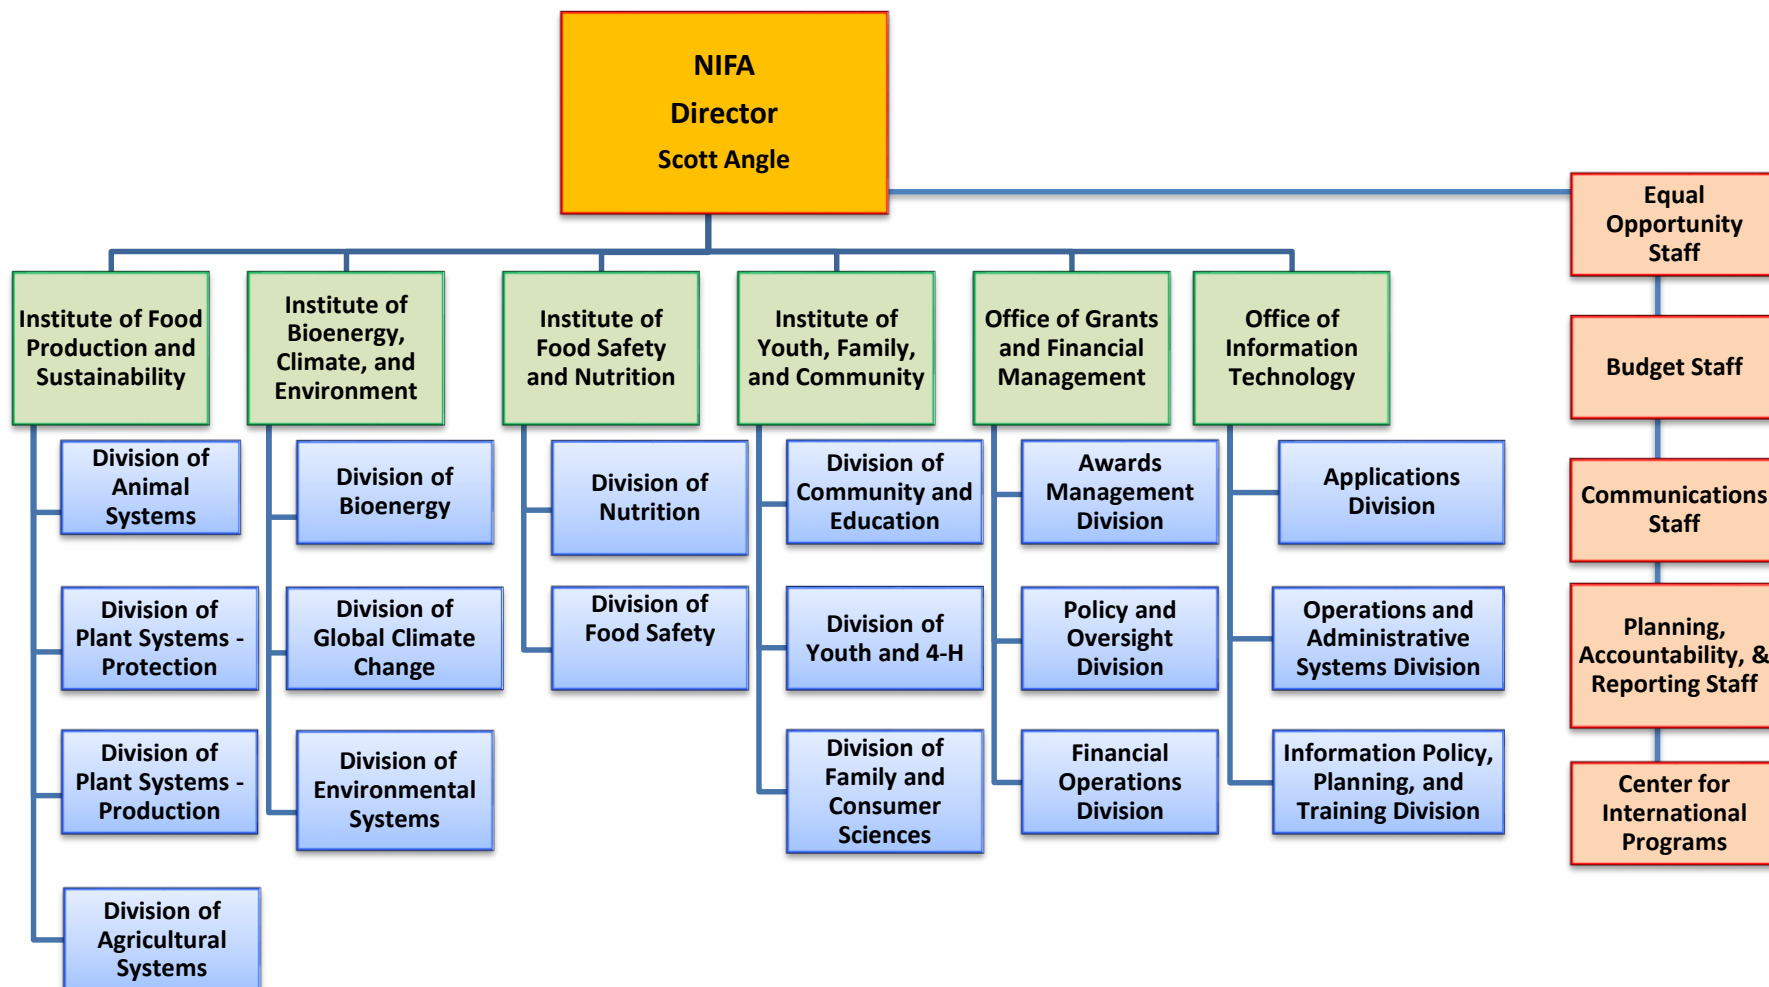 NIFA
Director
Scott Angle
Equal
Opportunity
Staff
Budget Staff
Communications
Staff
Planning,
Accountability, &
Reporting Staff
Center for
International
Programs
Institute of Food
Production and
Sustainability
Division of
Animal
Systems
Division of
Plant Systems -
Protection
Division of
Plant Systems -
Production
Division of
Agricultural
Systems
Institute of
Bioenergy,
Climate, and
Environment
Division of
Bioenergy
Division of
Global Climate
Change
Division of
Environmental
Systems
Institute of
Food Safety
and Nutrition
Division of
Nutrition
Division of
Food Safety
Institute of
Youth, Family,
and Community
Division of
Community and
Education
Division of
Youth and 4-H
Division of
Family and
Consumer
Sciences
Office of Grants
and Financial
Management
Awards
Management
Division
Policy and
Oversight
Division
Financial
Operations
Division
Office of
Information
Technology
Applications
Division
Operations and
Administrative
Systems Division
Information Policy,
Planning, and
Training Division